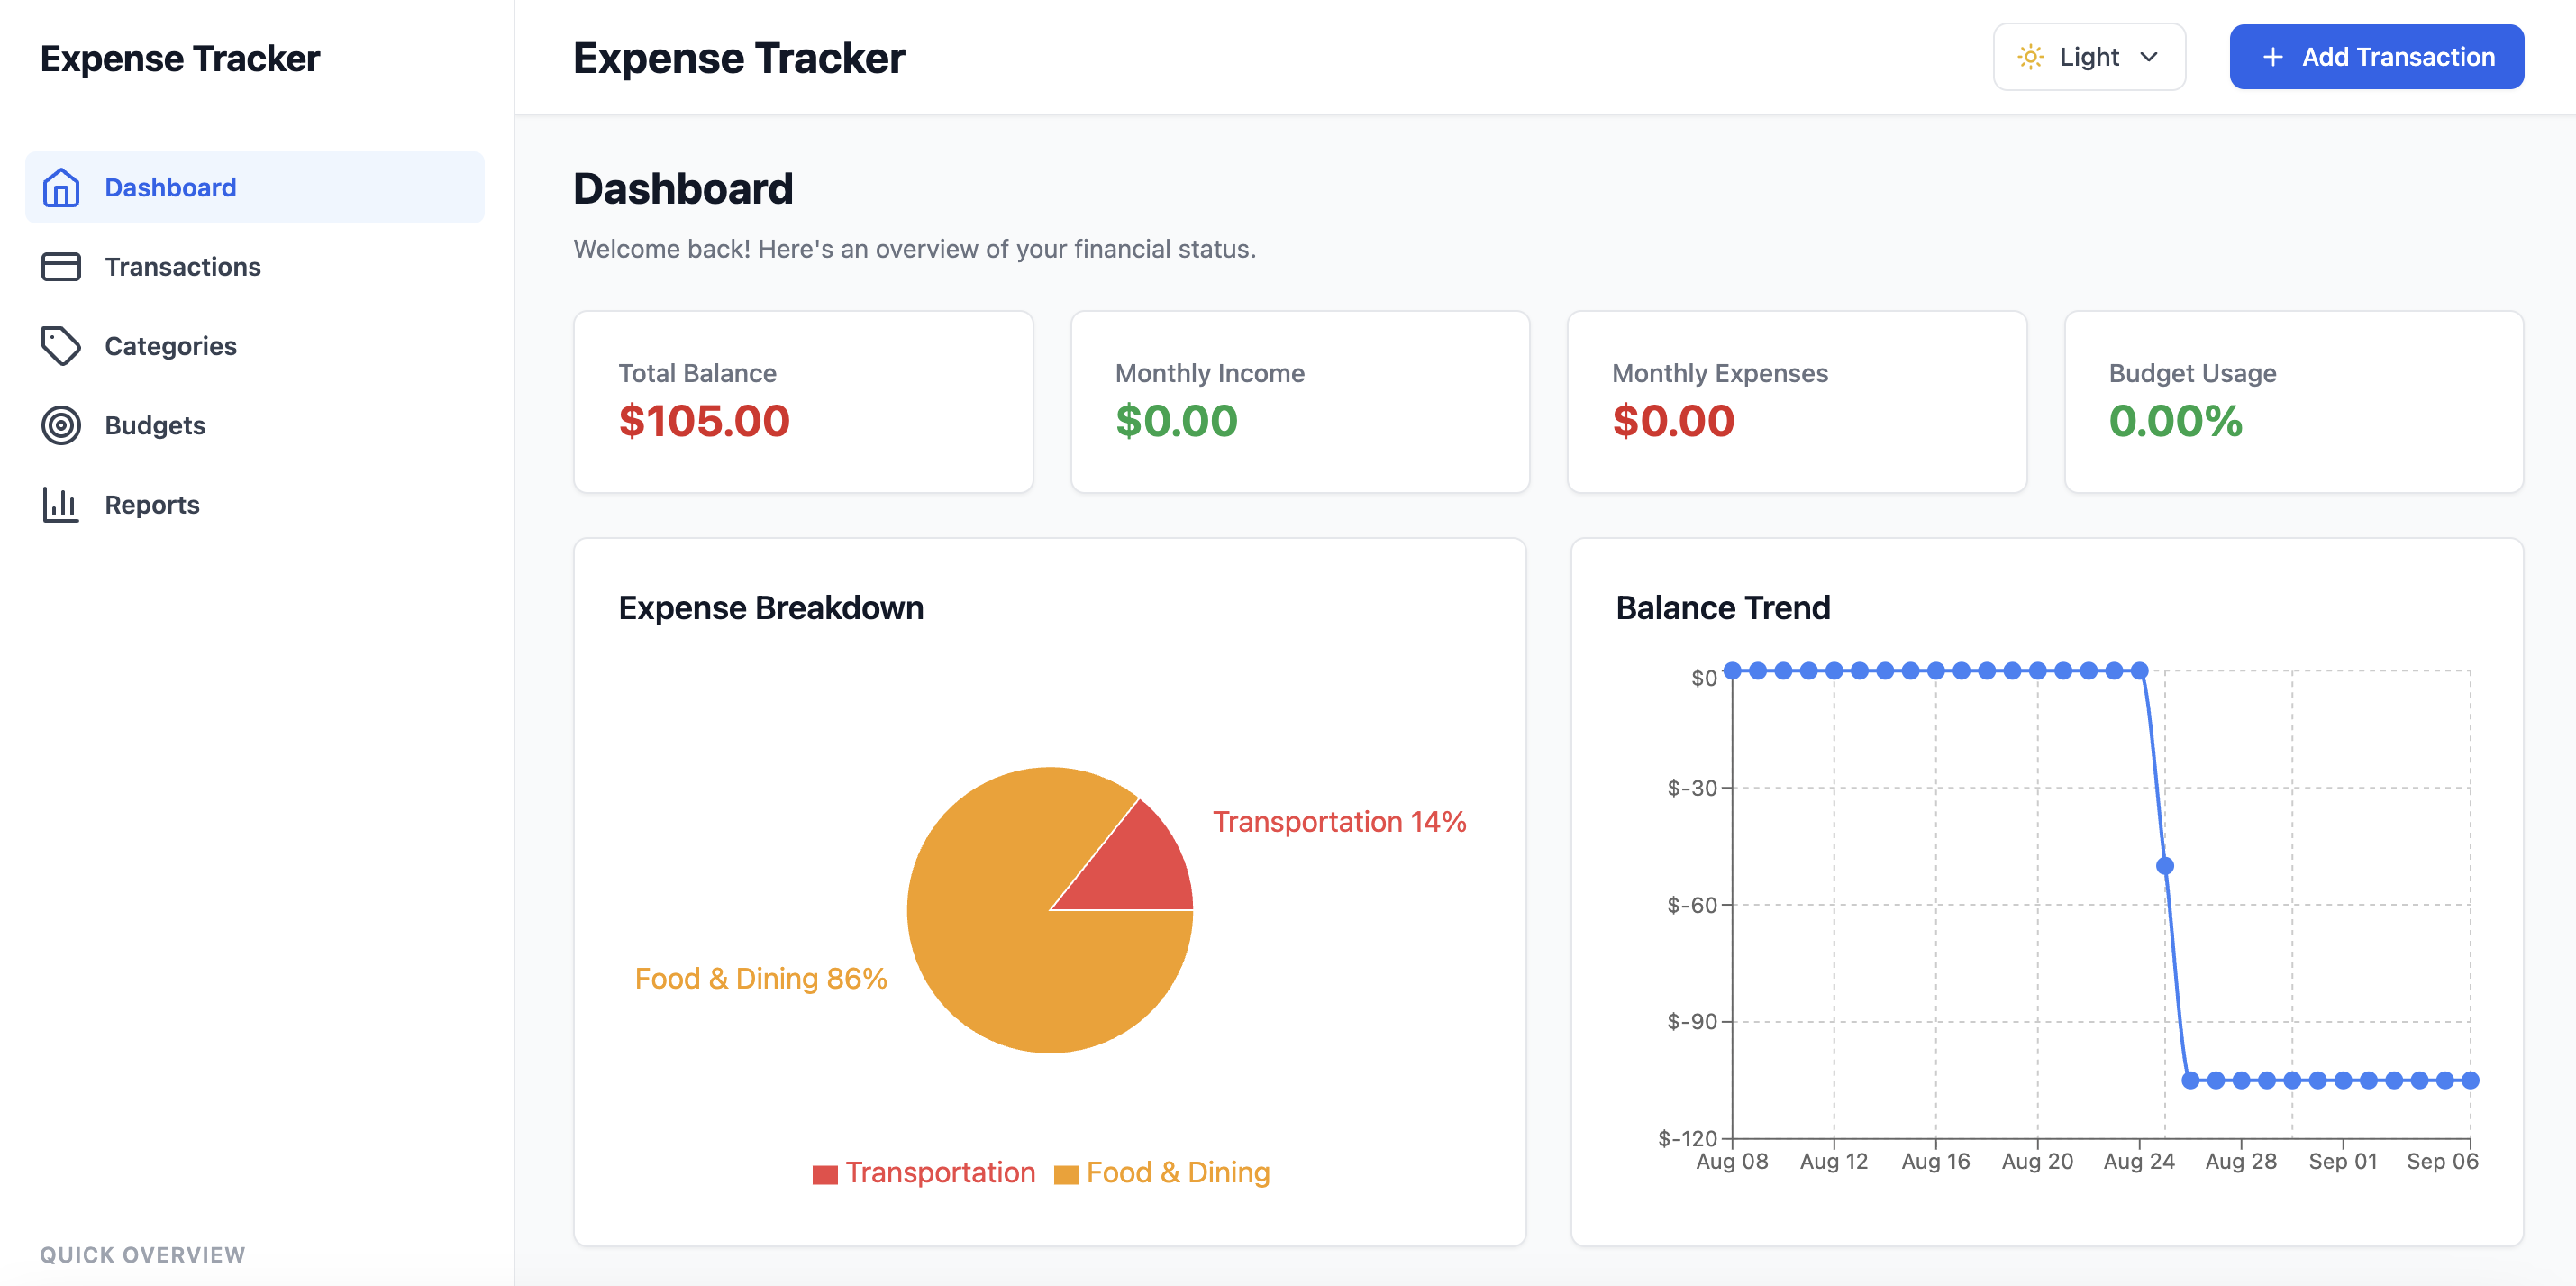 Expense Tracker
Dashboard
Transactions
Categories
Budgets
Reports
QUICK OVERVIEW
Expense Tracker
Light
Add Transaction
Dashboard
Welcome back! Here's an overview of your financial status.
Total Balance
$105.00
Monthly Income
$0.00
Monthly Expenses
$0.00
Budget Usage
0.00%
Expense Breakdown
Transportation 14%
Food & Dining 86%
Transportation Food & Dining
Balance Trend
$0
$-30
$-60
$-90
$-120
Aug 08 Aug 12 Aug 16 Aug 20 Aug 24 Aug 28 Sep 01 Sep 06